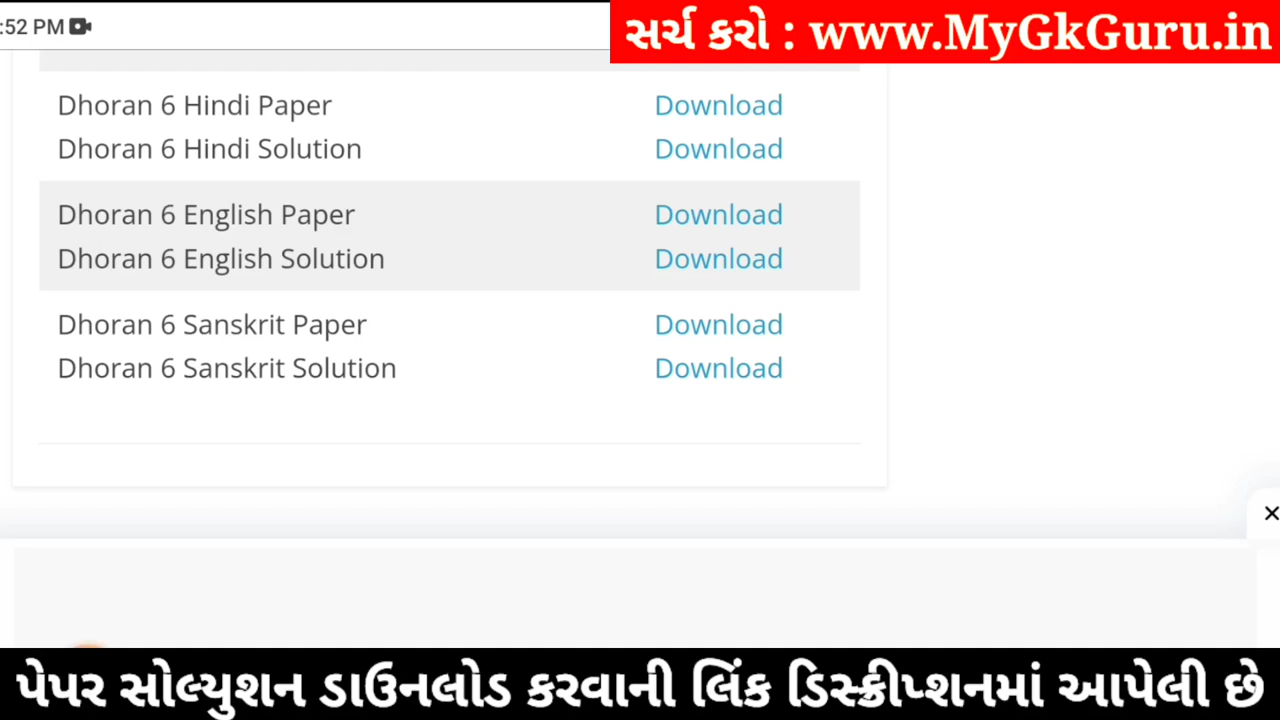 :52 PM
સર્ચ કરો : www.MyGkGuru.in
Dhoran 6 Hindi Paper Download
Dhoran 6 Hindi Solution Download
Dhoran 6 English Paper Download
Dhoran 6 English Solution Download
Dhoran 6 Sanskrit Paper Download
Dhoran 6 Sanskrit Solution Download
પેપર સોલ્યુશન ડાઉનલોડ કરવાની લિંક ડિસ્ક્રીપ્શનમાં આપેલી છે